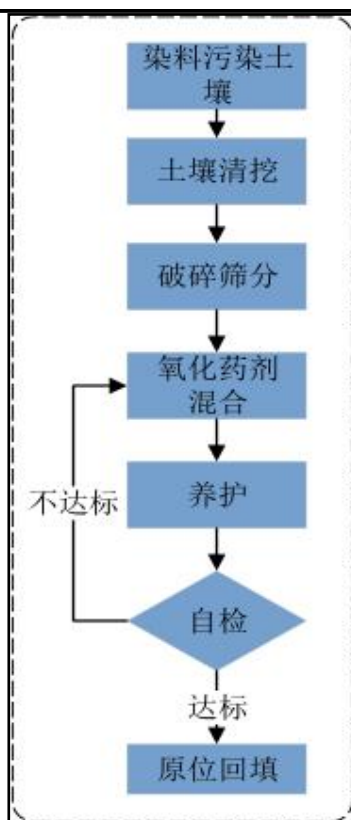 染料污染土
壤
土壤清挖
破碎筛分
氧化药剂
混合
养护
不达标
自检
达标
原位回填